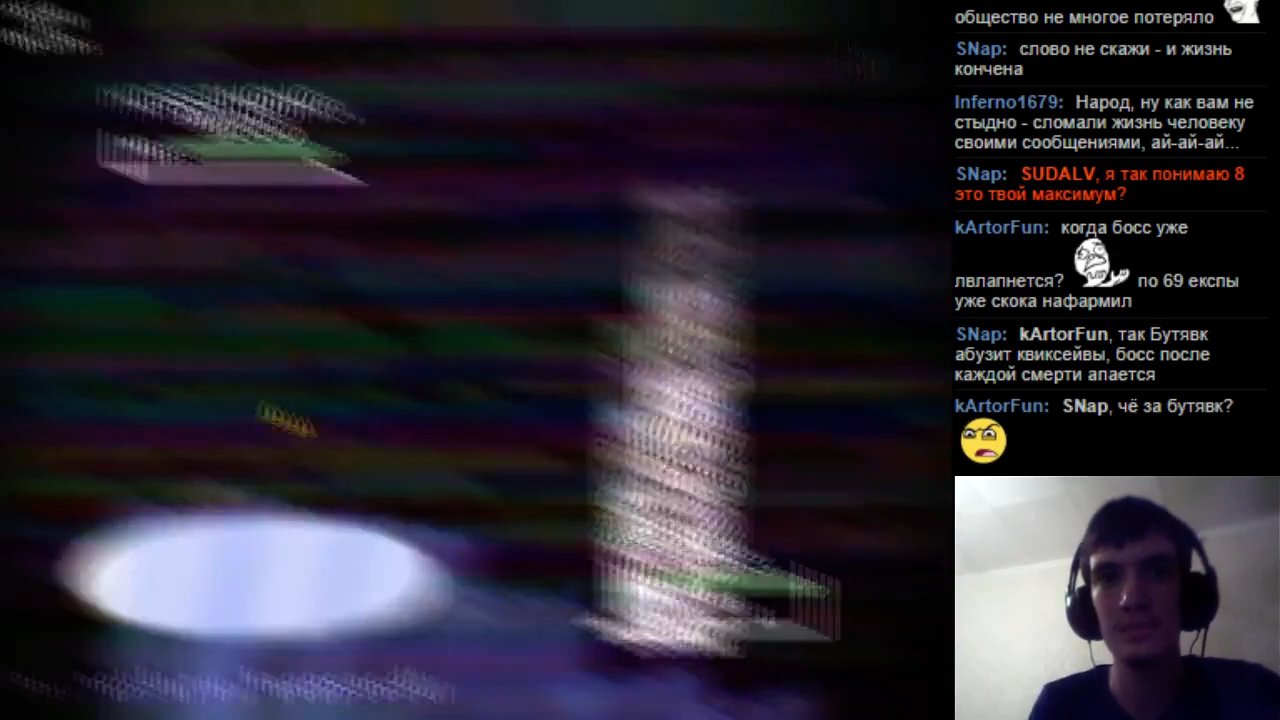 общество не многое потеряло
SNap: слово не скажи - и жизнь
кончена
Inferno1679: Народ, ну как вам не
стыдно - сломали жизнь человеку
своими сообщениями, ай-ай-ай...
SNap: SUDALV, я так понимаю 8
это твой максимум?
kArtorFun: когда босс уже
лвлапнется? по 69 експы
уже скока нафармил
SNap: kArtorFun, так Бутявк
абузит квиксейвы, босс после
каждой смерти апается
kArtorFun: SNap, чё за бутявк?